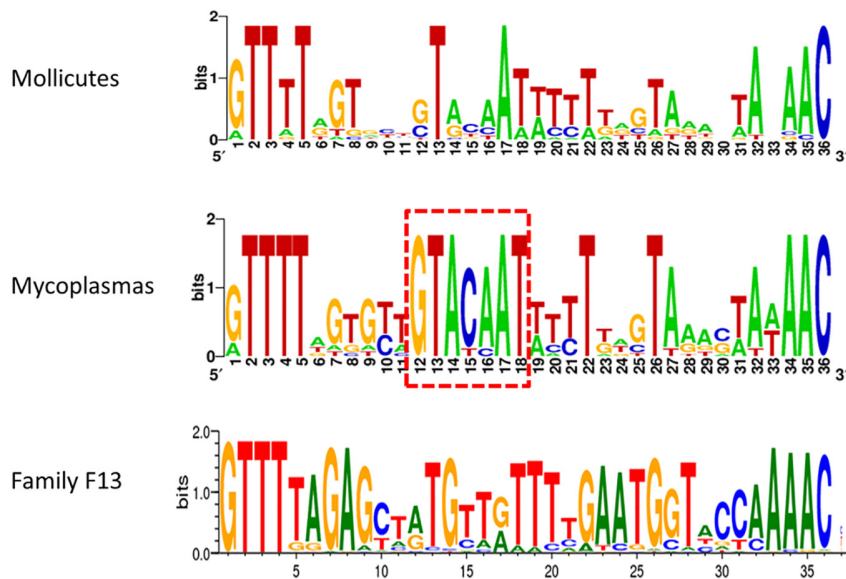 Mollicutes
2
bits
1
0
GTTTTAGTGTACAATTTTTTGTAAATAAAC
5′ 1 2 3 4 5 6 7 8 9 10 11 12 13 14 15 16 17 18 19 20 21 22 23 24 25 26 27 28 29 31 32 33 34 35 36 3′
Mycoplasmas
2
bits
1
0
GTTTTAGTGTTGTACAATTTTTTAGTAAACTAAAAC
5′ 1 2 3 4 5 6 7 8 9 10 11 12 13 14 15 16 17 18 19 20 21 22 23 24 25 26 27 28 29 30 31 32 33 34 35 36 3′
Family F13
2.0
bits
1.0
0.0
GTTTTAGAGCTATGTTGTTTTGAATGGTACCAAAAC
5 10 15 20 25 30 35